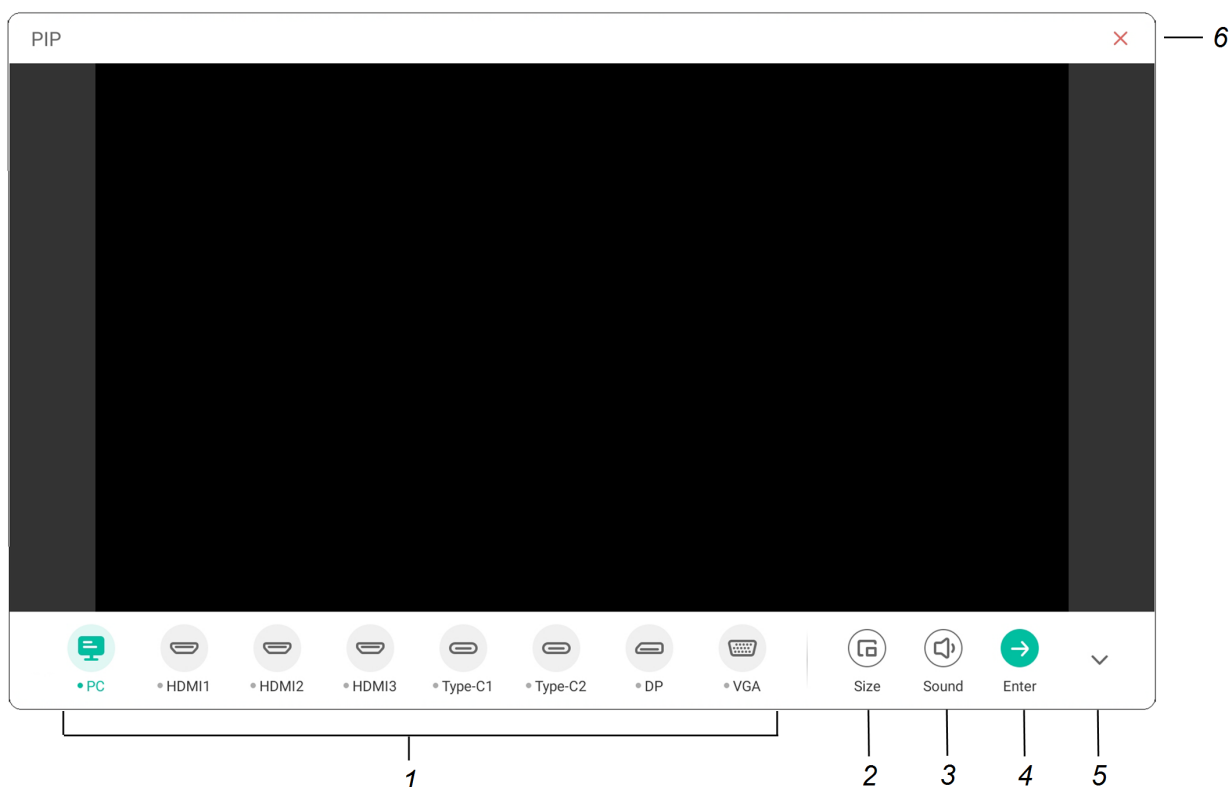 PIP
6
PC HDMI1 HDMI2 HDMI3 Type-C1 Type-C2 DP VGA Size Sound Enter
1 2 3 4 5